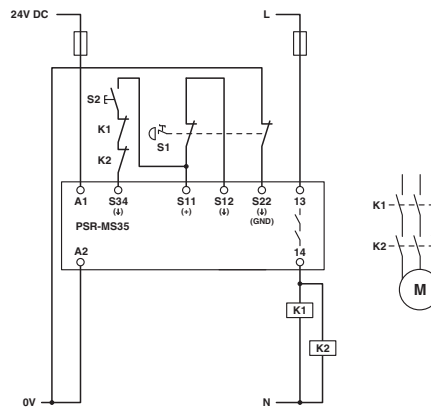 24V DC
L
S2
K1
S1
K2
A1
S34
(↓)
S11
(+)
S12
(↓)
S22
(↓)
(GND)
13
PSR-MS35
A2
14
K1
K2
K1
K2
M
0V
N